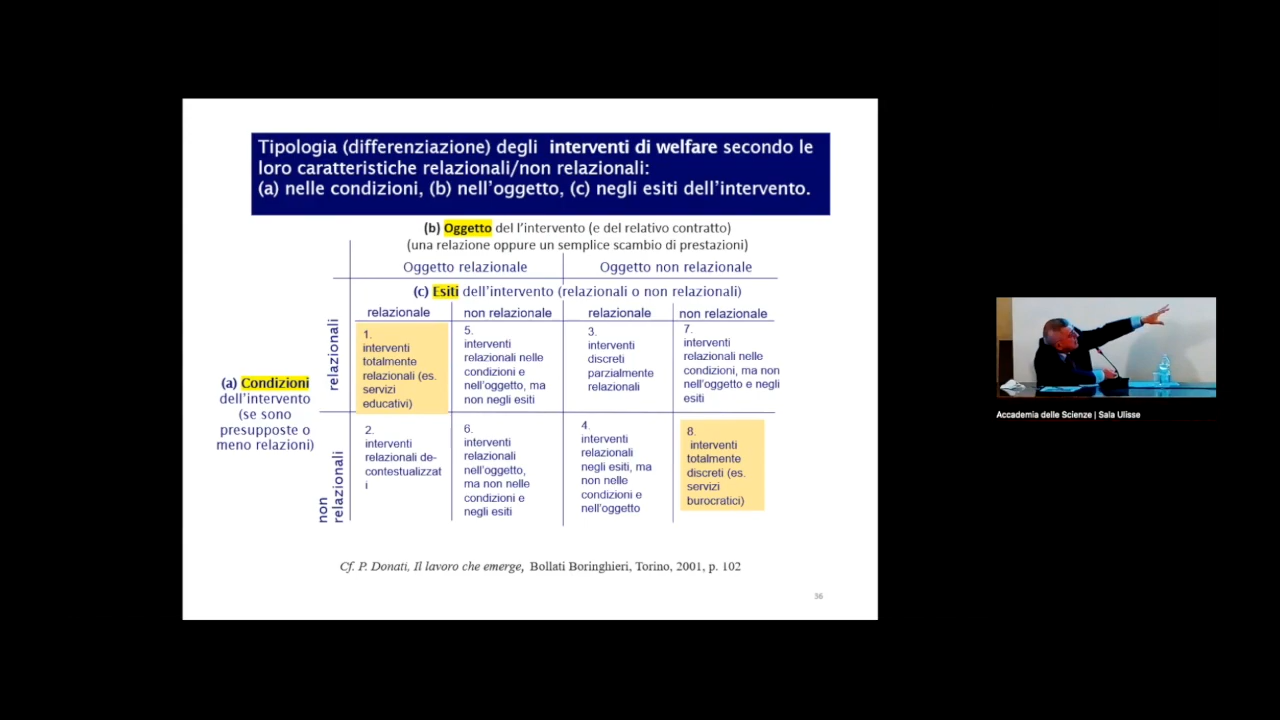 Tipologia (differenziazione) degli interventi di welfare secondo le
loro caratteristiche relazionali/non relazionali:
(a) nelle condizioni, (b) nell'oggetto, (c) negli esiti dell'intervento.
(b) Oggetto del l'intervento (e del relativo contratto)
(una relazione oppure un semplice scambio di prestazioni)
Oggetto relazionale
Oggetto non relazionale
(c) Esiti dell'intervento (relazionali o non relazionali)
relazionale
non relazionale
relazionale
non relazionale
(a) Condizioni
dell'intervento
(se sono
presupposte o
meno relazioni)
relazionali
1.
interventi
totalmente
relazionali (es.
servizi
educativi)
5.
interventi
relazionali nelle
condizioni e
nell'oggetto, ma
non negli esiti
3.
interventi
discreti
parzialmente
relazionali
7.
interventi
relazionali nelle
condizioni, ma non
nell'oggetto e negli
esiti
non
relazionali
2.
interventi
relazionali de-
contestualizzat
i
6.
interventi
relazionali
nell'oggetto,
ma non nelle
condizioni e
negli esiti
4.
interventi
relazionali
negli esiti, ma
non nelle
condizioni e
nell'oggetto
8.
interventi
totalmente
discreti (es.
servizi
burocratici)
Cf. P. Donati, Il lavoro che emerge, Bollati Boringhieri, Torino, 2001, p. 102
36
Accademia delle Scienze | Sala Ulisse